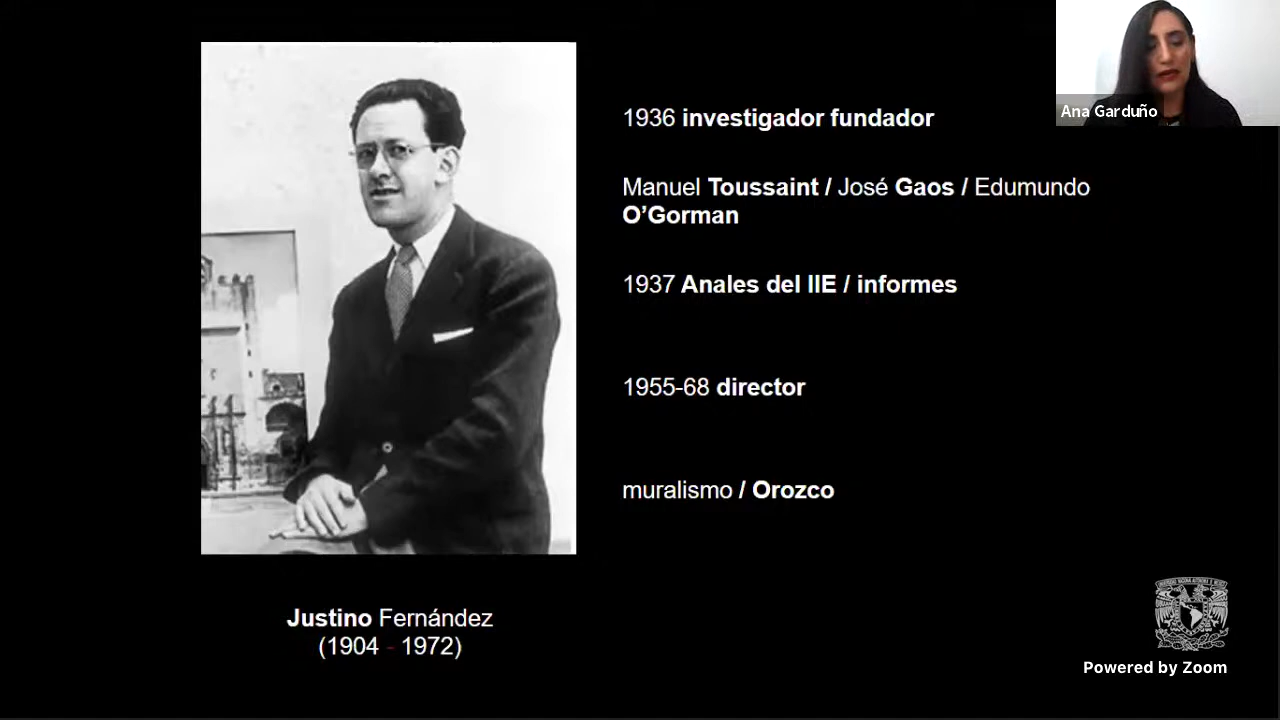 Ana Garduño
1936 investigador fundador
Manuel Toussaint / José Gaos / Edumundo
O’Gorman
1937 Anales del IIE / informes
1955-68 director
muralismo / Orozco
Justino Fernández
(1904 - 1972)
Powered by Zoom